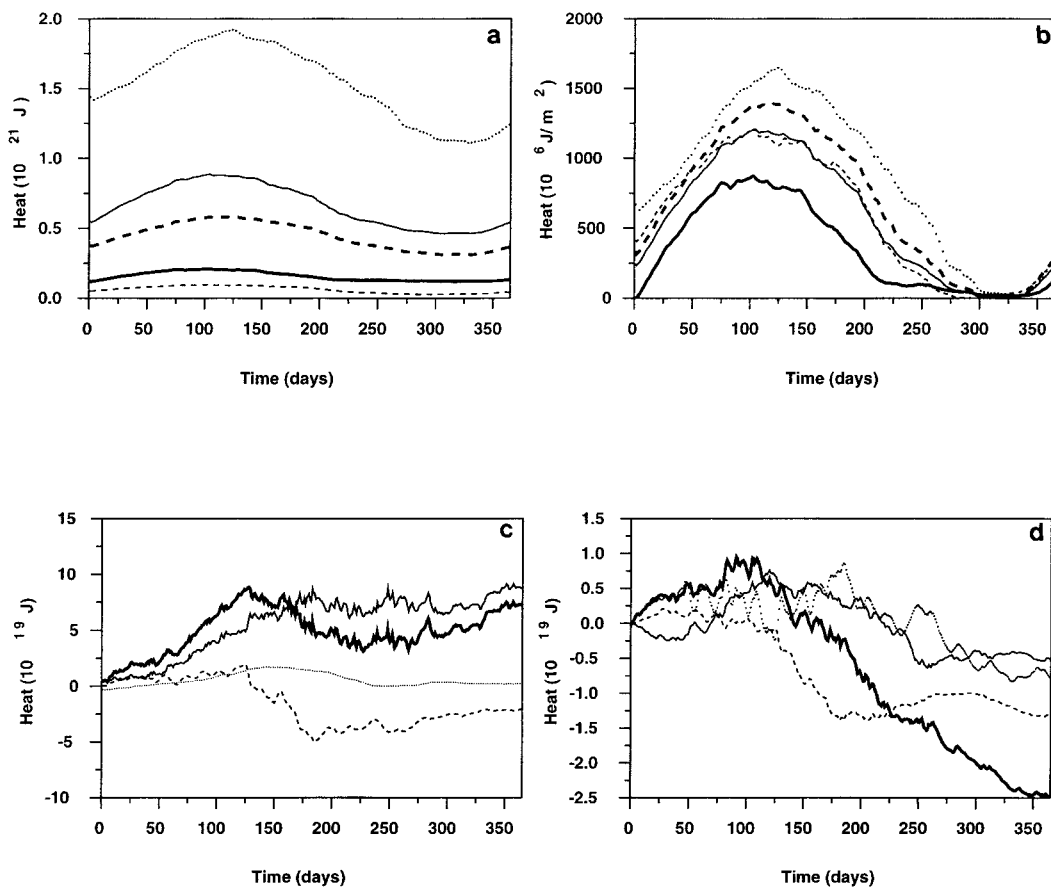 a
Heat (10 21 J)
2.0
1.5
1.0
0.5
0.0
0 50 100 150 200 250 300 350
Time (days)
b
Heat (10 6 J/m 2)
2000
1500
1000
500
0
0 50 100 150 200 250 300 350
Time (days)
c
Heat (10 19 J)
15
10
5
0
-5
-10
0 50 100 150 200 250 300 350
Time (days)
d
Heat (10 19 J)
1.5
1.0
0.5
0.0
-0.5
-1.0
-1.5
-2.0
-2.5
0 50 100 150 200 250 300 350
Time (days)